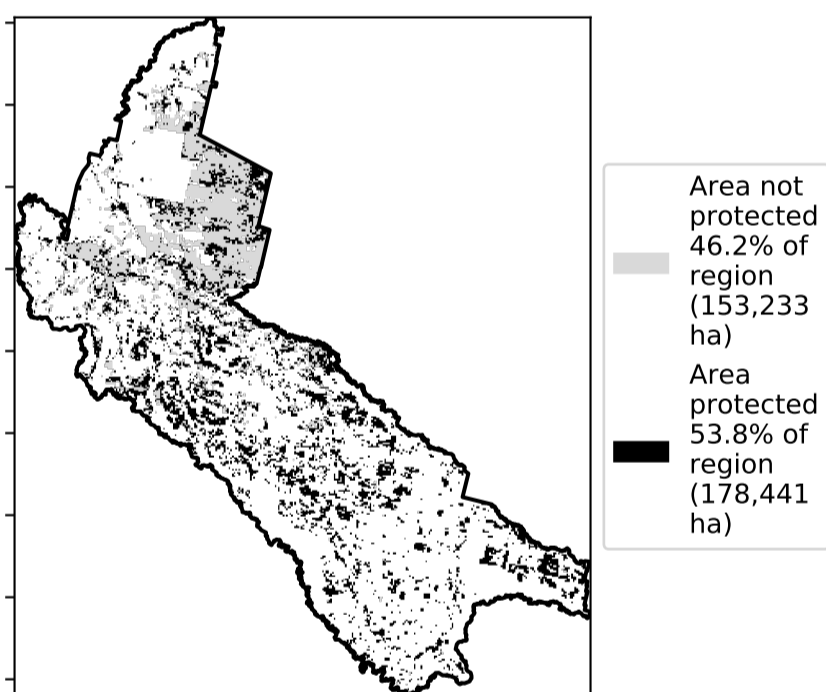 Area not
protected
46.2% of
region
(153,233
ha)
Area
protected
53.8% of
region
(178,441
ha)